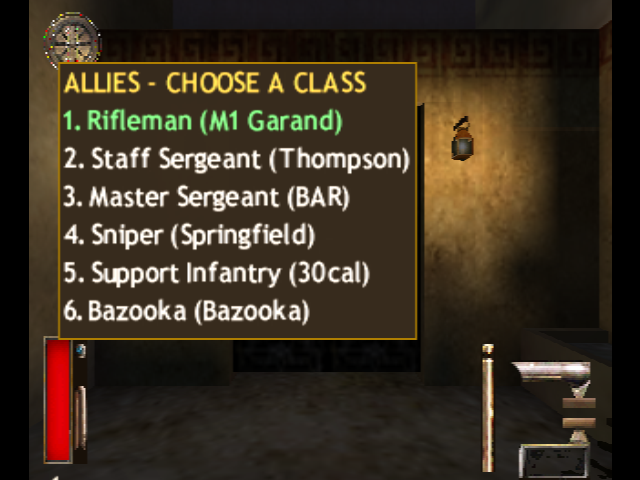 ALLIES - CHOOSE A CLASS
1. Rifleman (M1 Garand)
2. Staff Sergeant (Thompson)
3. Master Sergeant (BAR)
4. Sniper (Springfield)
5. Support Infantry (30cal)
6. Bazooka (Bazooka)